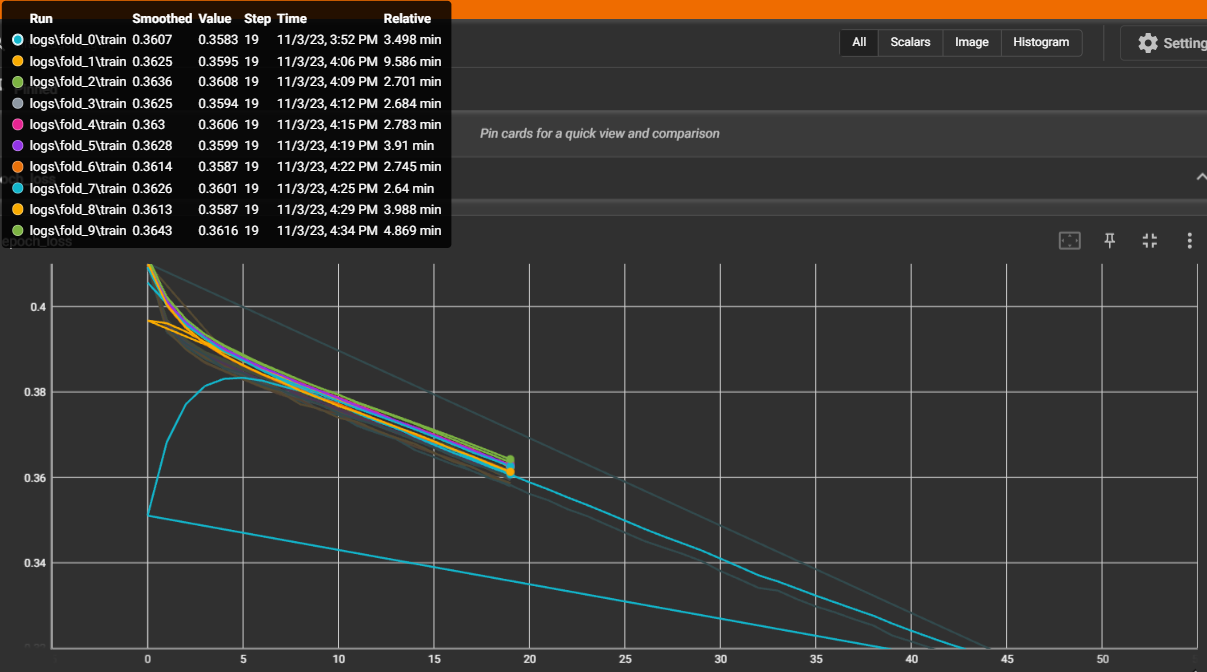 Run Smoothed Value Step Time Relative
logs\fold_0\train 0.3607 0.3583 19 11/3/23, 3:52 PM 3.498 min
logs\fold_1\train 0.3625 0.3595 19 11/3/23, 4:06 PM 9.586 min
logs\fold_2\train 0.3636 0.3608 19 11/3/23, 4:09 PM 2.701 min
logs\fold_3\train 0.3625 0.3594 19 11/3/23, 4:12 PM 2.684 min
logs\fold_4\train 0.363 0.3606 19 11/3/23, 4:15 PM 2.783 min
logs\fold_5\train 0.3628 0.3599 19 11/3/23, 4:19 PM 3.91 min
logs\fold_6\train 0.3614 0.3587 19 11/3/23, 4:22 PM 2.745 min
logs\fold_7\train 0.3626 0.3601 19 11/3/23, 4:25 PM 2.64 min
logs\fold_8\train 0.3613 0.3587 19 11/3/23, 4:29 PM 3.988 min
logs\fold_9\train 0.3643 0.3616 19 11/3/23, 4:34 PM 4.869 min
All Scalars Image Histogram Setting
Pinned
Pin cards for a quick view and comparison
epoch_loss
0.4
0.38
0.36
0.34
0 5 10 15 20 25 30 35 40 45 50